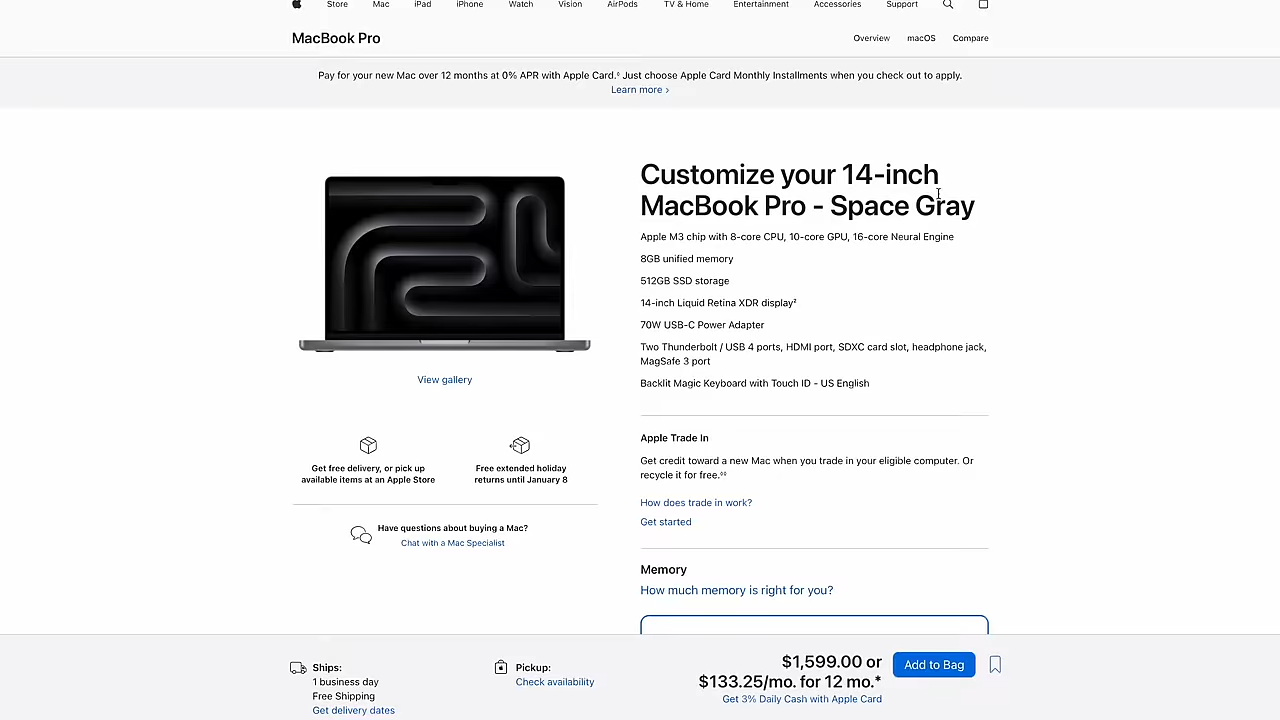 Store Mac iPad iPhone Watch Vision AirPods TV & Home Entertainment Accessories Support
MacBook Pro
Overview macOS Compare
Pay for your new Mac over 12 months at 0% APR with Apple Card.◊ Just choose Apple Card Monthly Installments when you check out to apply.
Learn more ›
Customize your 14-inch
MacBook Pro - Space Gray
Apple M3 chip with 8-core CPU, 10-core GPU, 16-core Neural Engine
8GB unified memory
512GB SSD storage
14-inch Liquid Retina XDR display²
70W USB-C Power Adapter
Two Thunderbolt / USB 4 ports, HDMI port, SDXC card slot, headphone jack,
MagSafe 3 port
Backlit Magic Keyboard with Touch ID - US English
View gallery
Get free delivery, or pick up
available items at an Apple Store
Free extended holiday
returns until January 8
Have questions about buying a Mac?
Chat with a Mac Specialist
Apple Trade In
Get credit toward a new Mac when you trade in your eligible computer. Or
recycle it for free.◊◊
How does trade in work?
Get started
Memory
How much memory is right for you?
Ships:
1 business day
Free Shipping
Get delivery dates
Pickup:
Check availability
$1,599.00 or
$133.25/mo. for 12 mo.*
Get 3% Daily Cash with Apple Card
Add to Bag